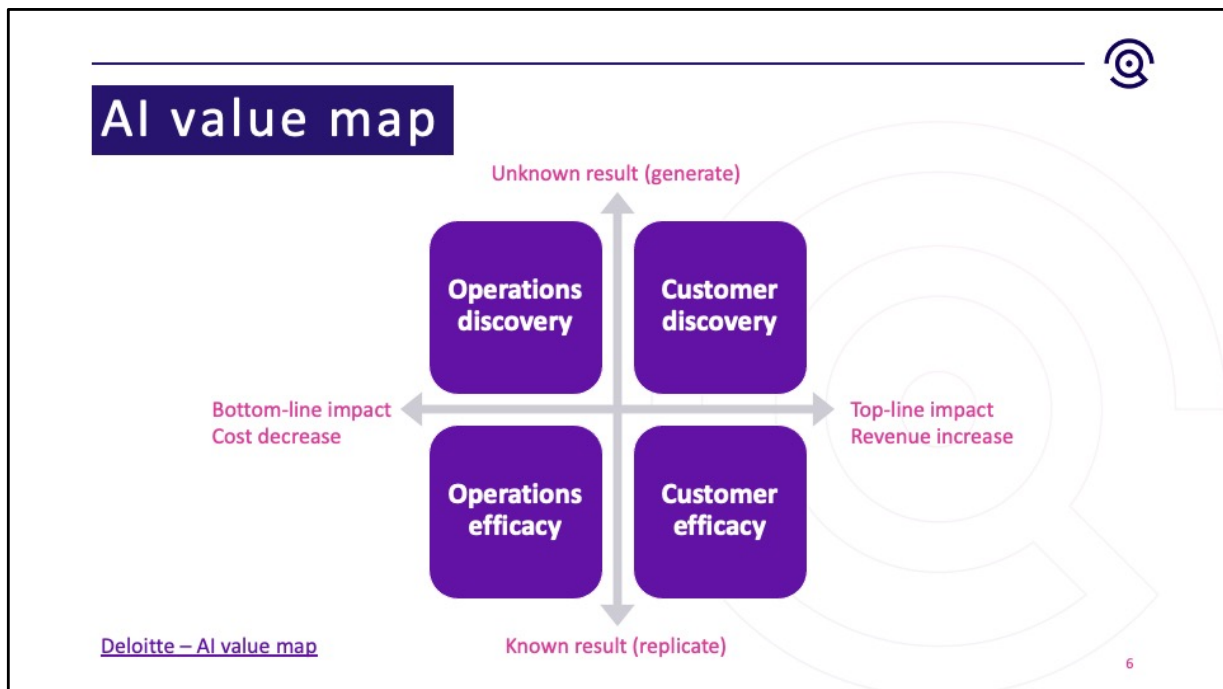 AI value map
Unknown result (generate)
Operations
discovery
Customer
discovery
Bottom-line impact
Cost decrease
Top-line impact
Revenue increase
Operations
efficacy
Customer
efficacy
Known result (replicate)
Deloitte – AI value map
6